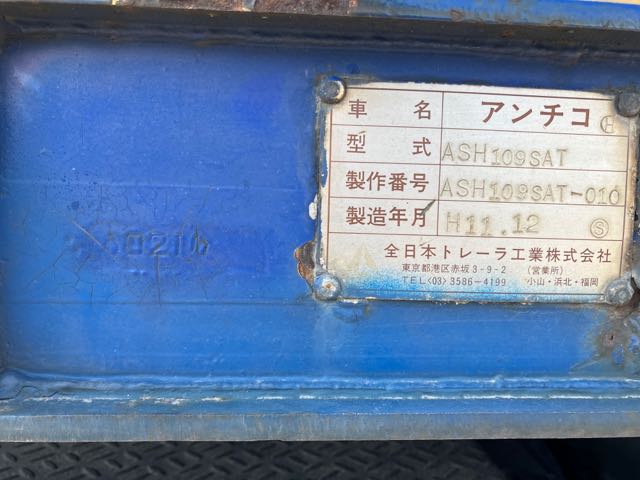 車名 アンチコ H
型式 ASH109SAT
製作番号 ASH109SAT-010
製造年月 H11.12 S
全日本トレーラ工業株式会社
東京都港区赤坂3-9-2 (営業所)
TEL<03>3586-4199 小山・浜北・福岡